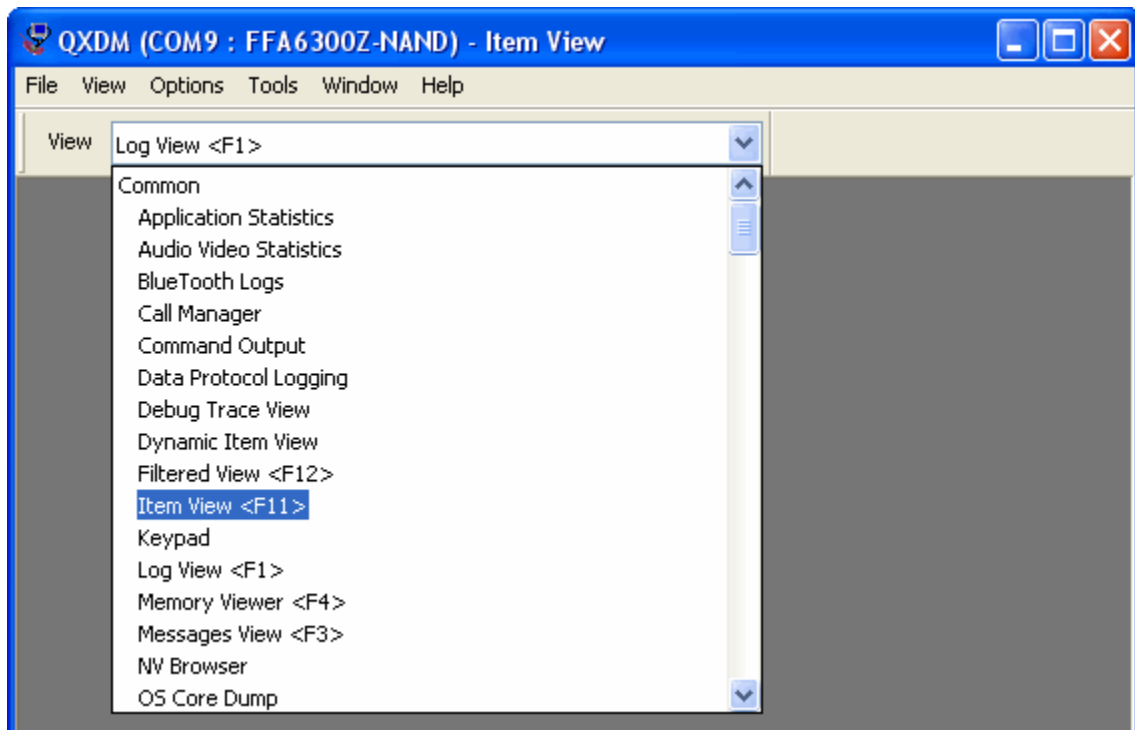 QXDM (COM9 : FFA6300Z-NAND) - Item View
File View Options Tools Window Help
View Log View <F1>
Common
Application Statistics
Audio Video Statistics
BlueTooth Logs
Call Manager
Command Output
Data Protocol Logging
Debug Trace View
Dynamic Item View
Filtered View <F12>
Item View <F11>
Keypad
Log View <F1>
Memory Viewer <F4>
Messages View <F3>
NV Browser
OS Core Dump